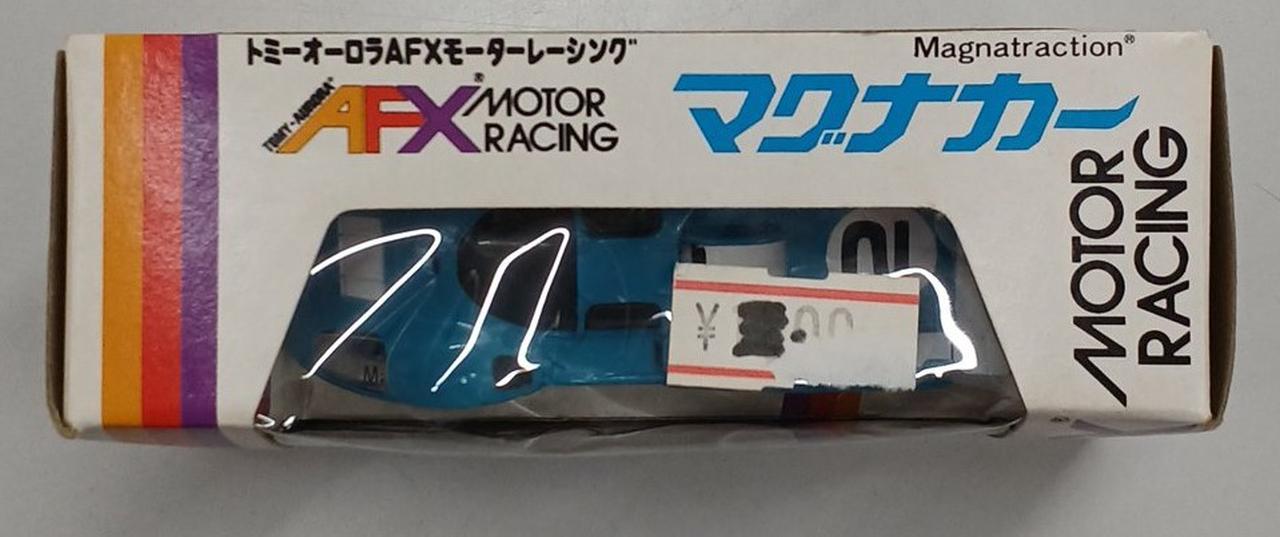 トミーオーロラAFXモーターレーシング
Magnatraction®
TOMY-AURORA AFX® MOTOR
RACING
マグナカー
MOTOR
RACING
¥
M